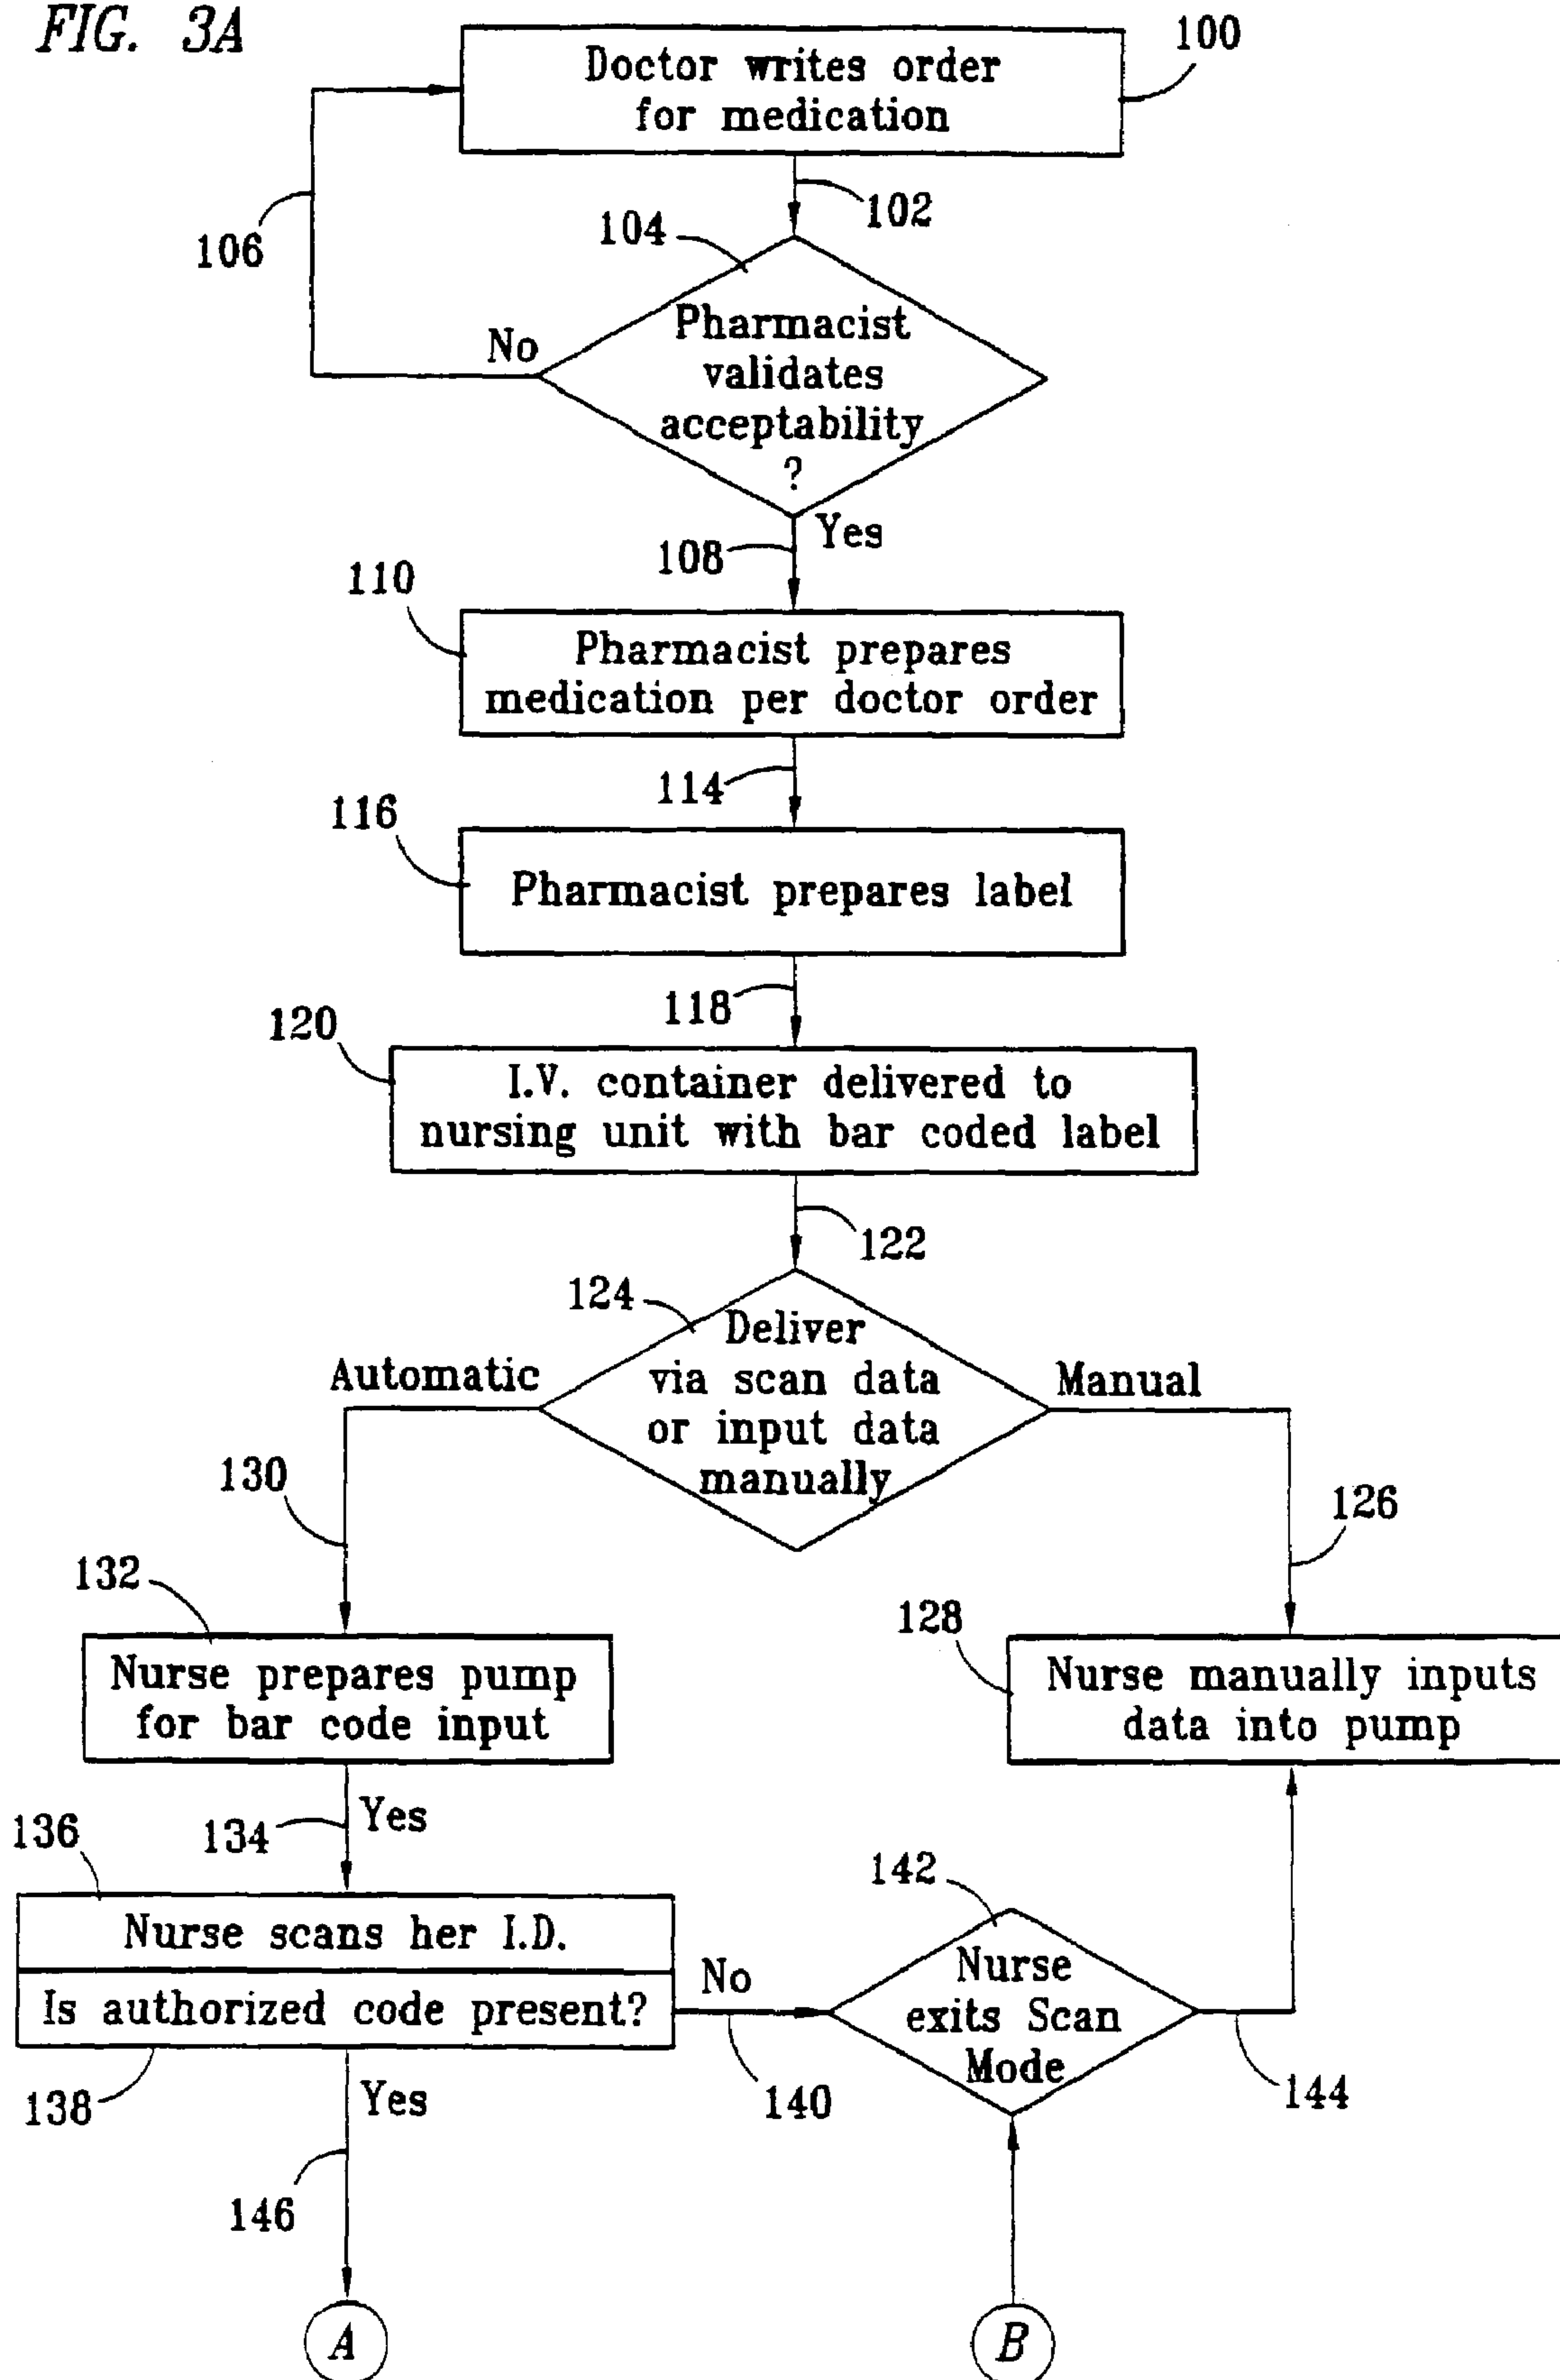 FIG. 3A
100
Doctor writes order
for medication
102
104
106
Pharmacist
validates
acceptability
?
No
Yes
108
110
Pharmacist prepares
medication per doctor order
114
116
Pharmacist prepares label
118
120
I.V. container delivered to
nursing unit with bar coded label
122
124
Deliver
via scan data
or input data
manually
Automatic
Manual
130
126
132
Nurse prepares pump
for bar code input
128
Nurse manually inputs
data into pump
134
Yes
136
Nurse scans her I.D.
Is authorized code present?
138
No
140
142
Nurse
exits Scan
Mode
144
Yes
146
A
B